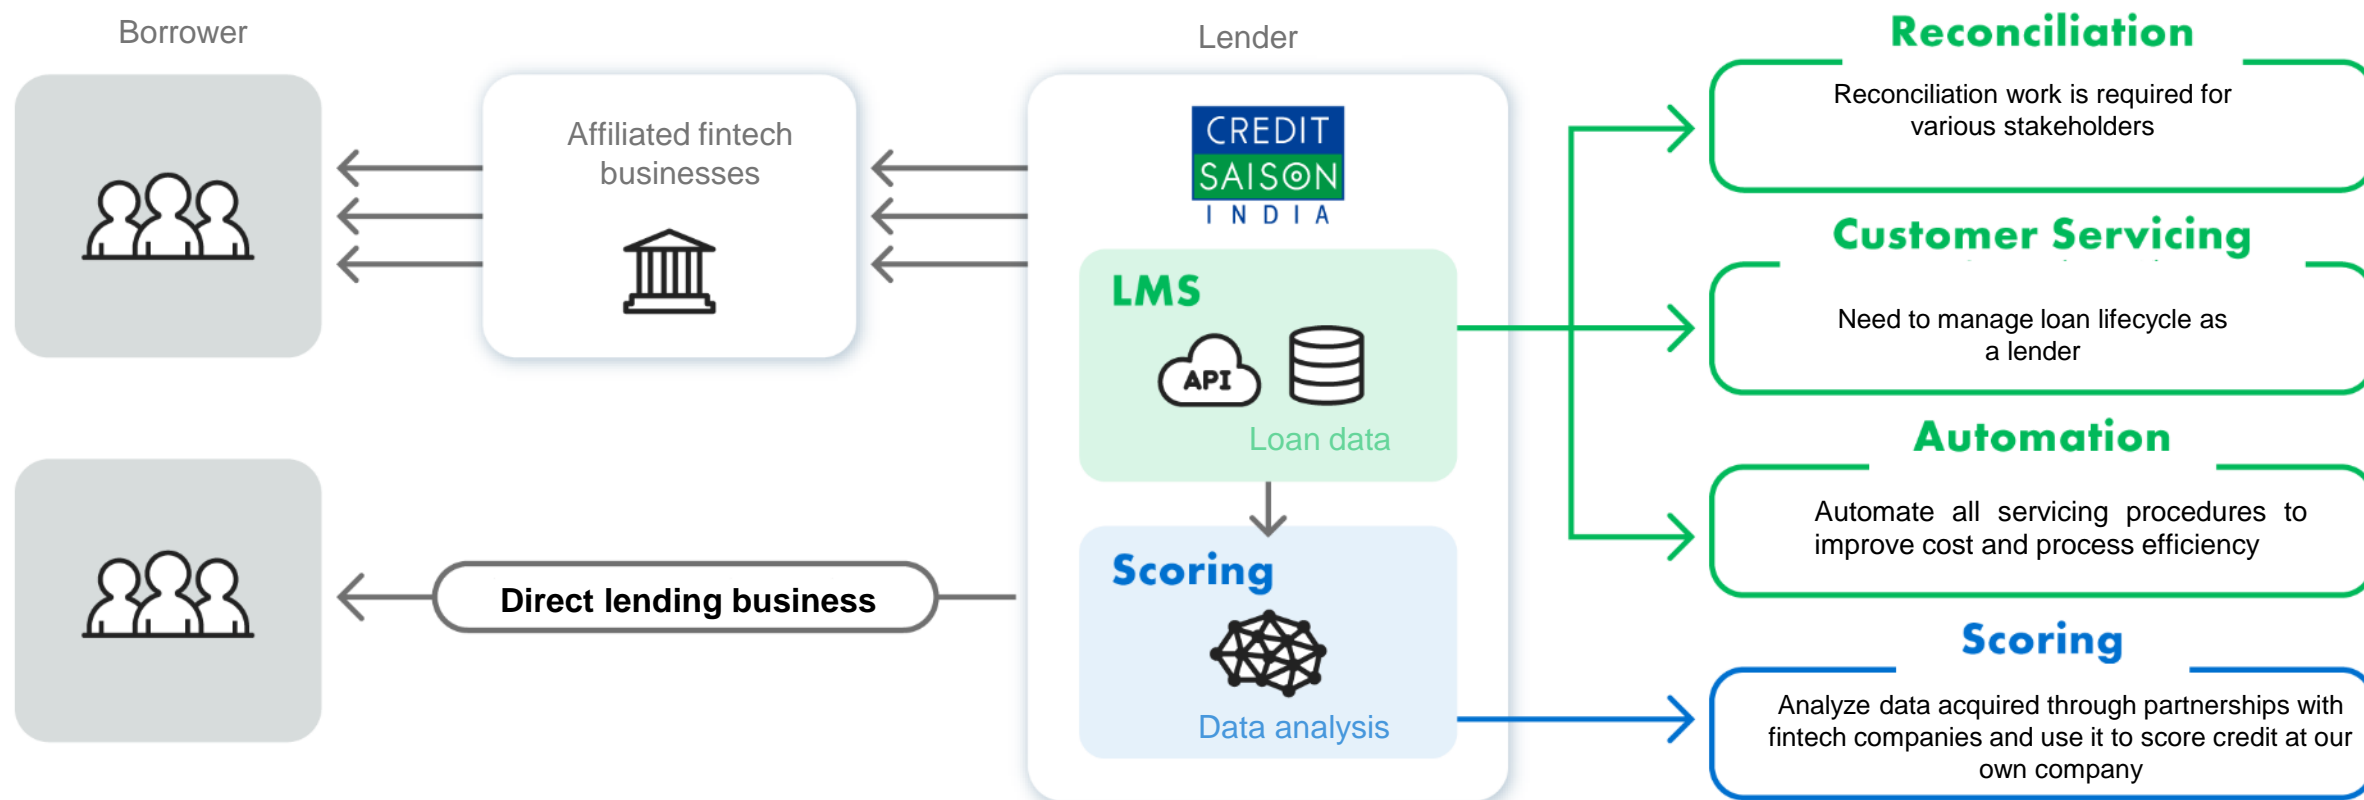 Borrower
Affiliated fintech
businesses
Direct lending business
Lender
CREDIT
SAISON
INDIA
LMS
API
Loan data
Scoring
Data analysis
Reconciliation
Reconciliation work is required for
various stakeholders
Customer Servicing
Need to manage loan lifecycle as
a lender
Automation
Automate all servicing procedures to
improve cost and process efficiency
Scoring
Analyze data acquired through partnerships with
fintech companies and use it to score credit at our
own company